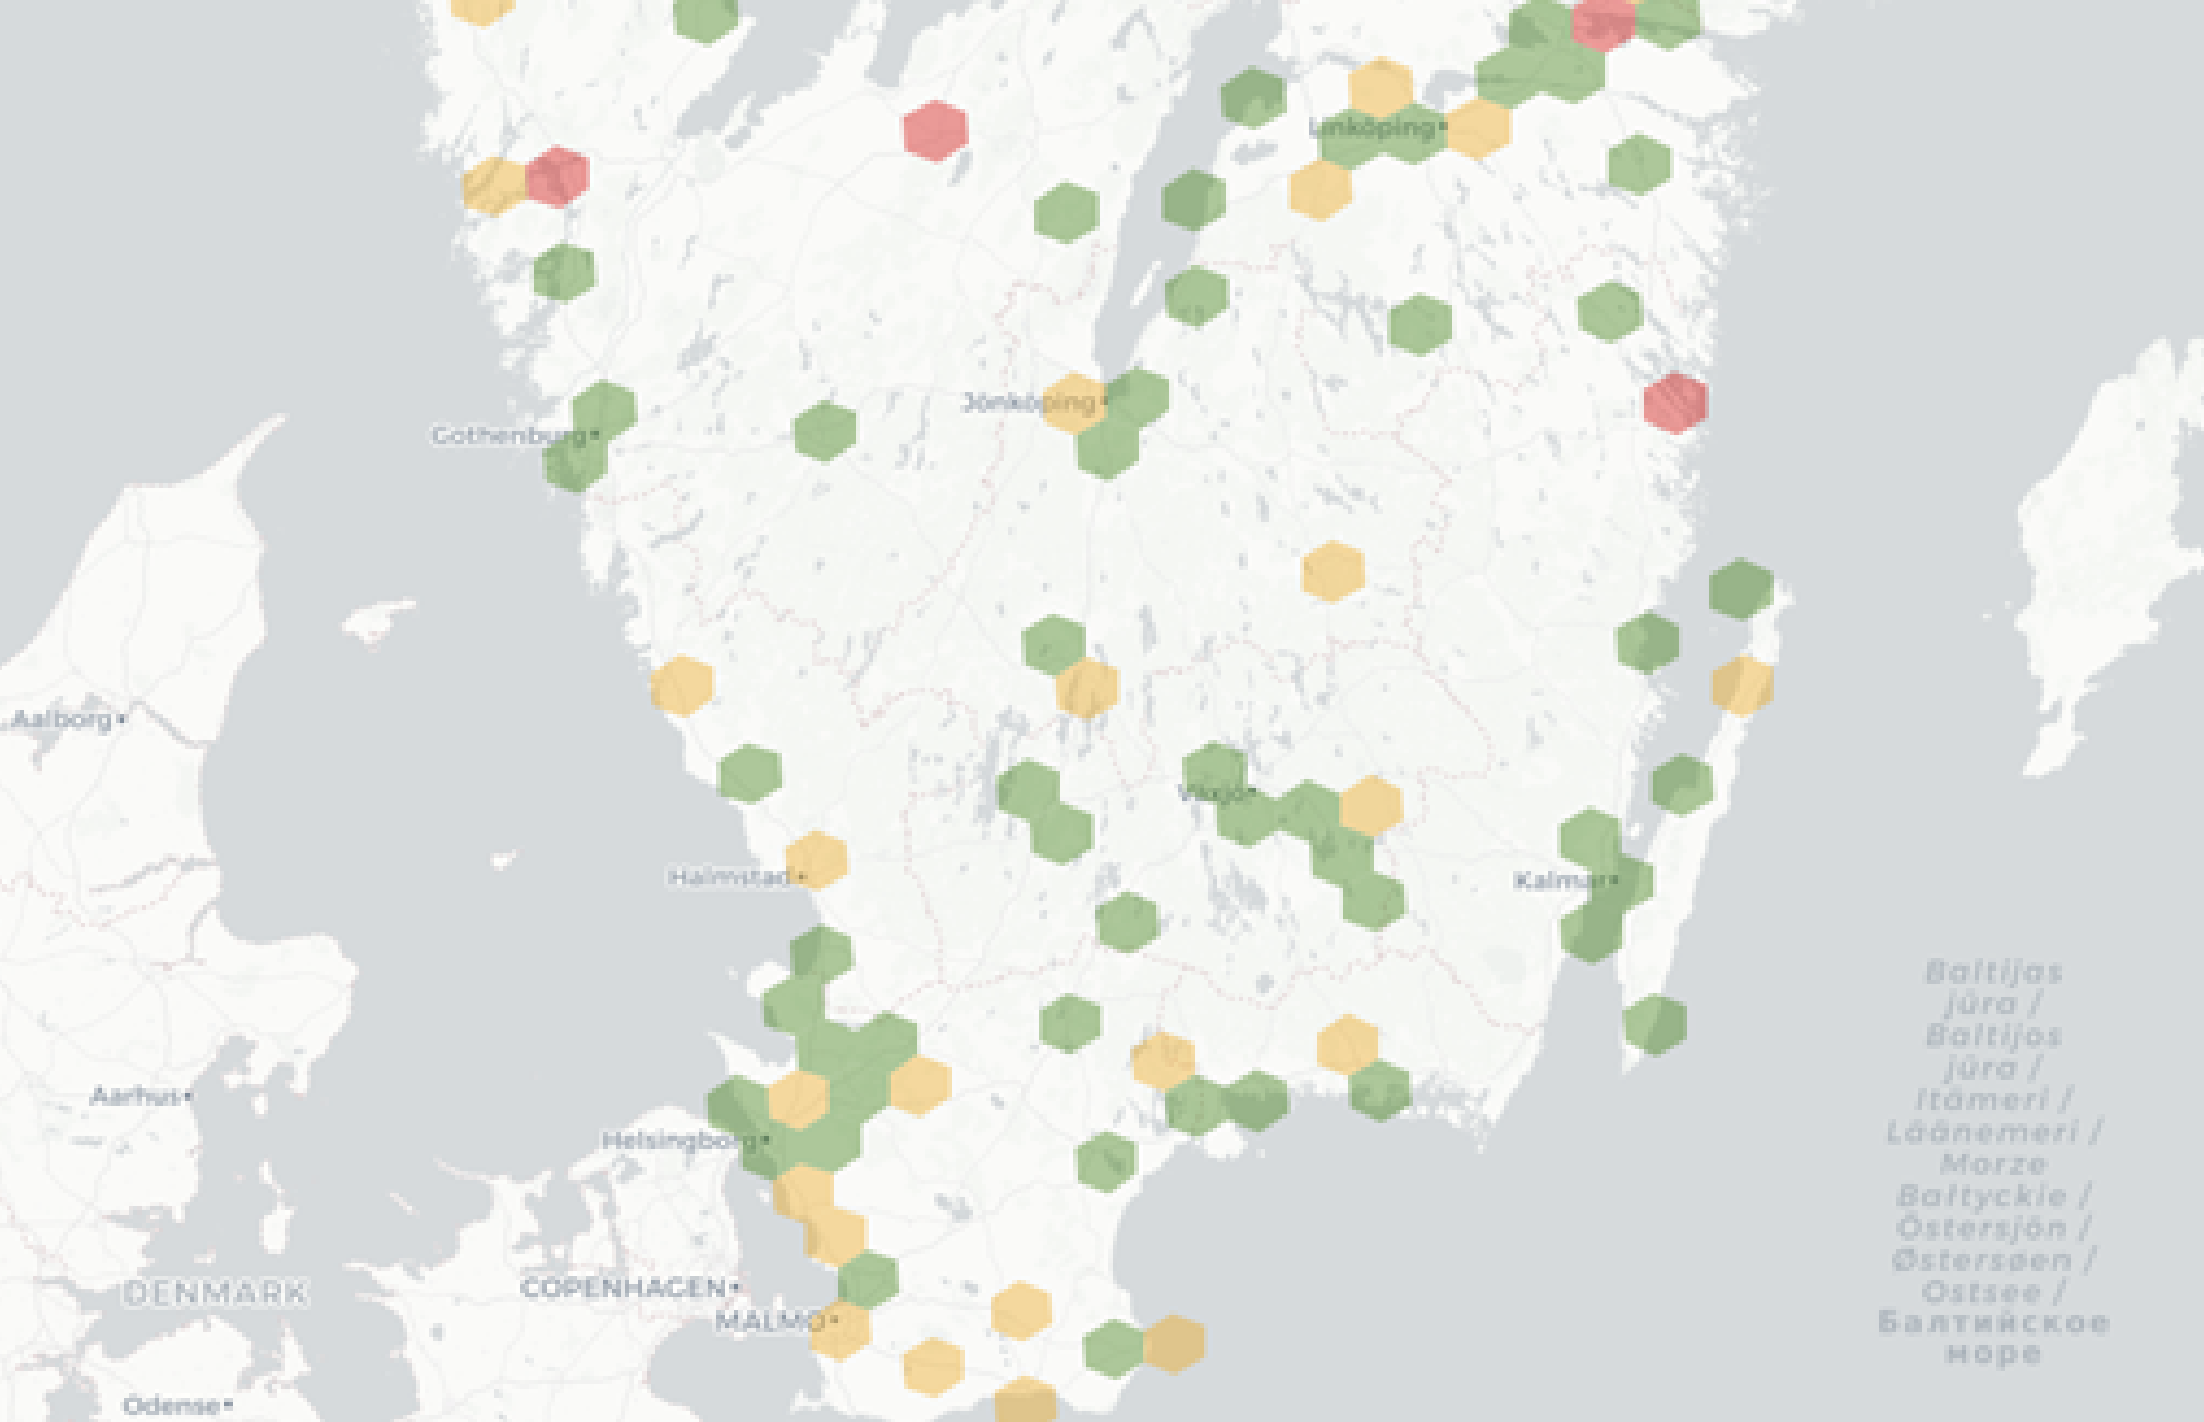 Linköping
Jönköping
Gothenburg
Aalborg
Växjö
Halmstad
Kalmar
Baltijas
jūra /
Baltijos
jūra /
Itämeri /
Läänemeri /
Morze
Bałtyckie /
Östersjön /
Østersøen /
Ostsee /
Балтийское
море
Aarhus
Helsingborg
DENMARK
COPENHAGEN
MALMÖ
Odense